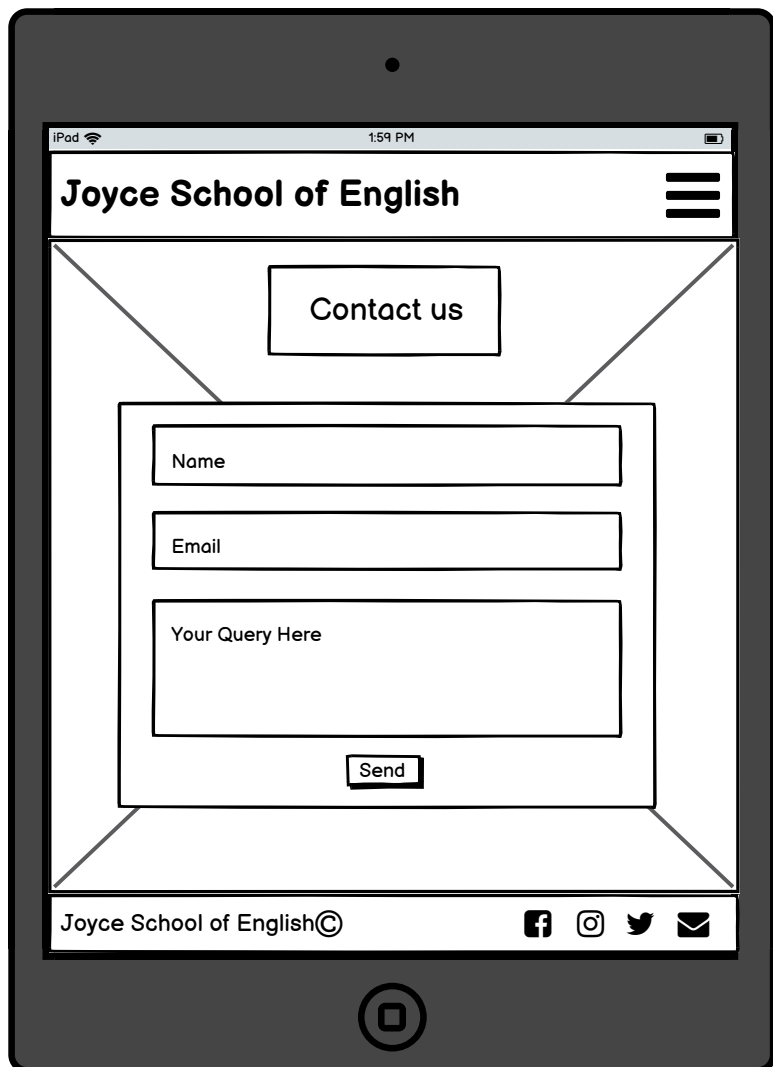 iPad 1:59 PM
Joyce School of English
Contact us
Name
Email
Your Query Here
Send
Joyce School of English©